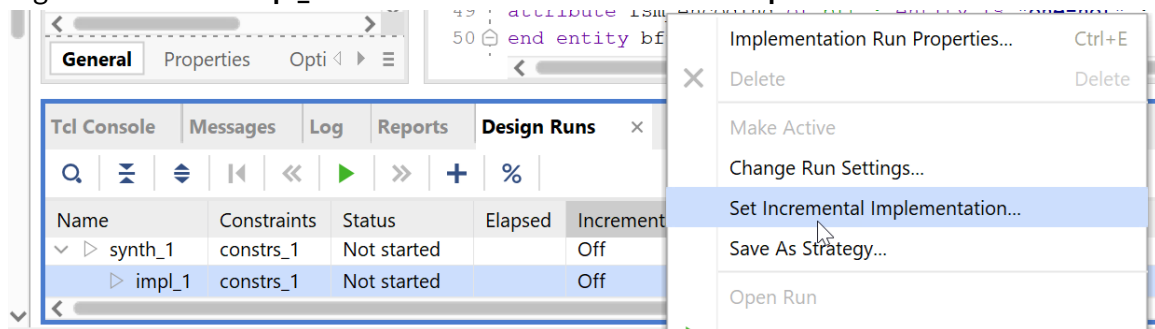 49 attribute fsm_encoding
50 end entity bf
General Properties Opti
Implementation Run Properties... Ctrl+E
Delete Delete
Make Active
Change Run Settings...
Set Incremental Implementation...
Save As Strategy...
Open Run
Tcl Console Messages Log Reports Design Runs
%
Name Constraints Status Elapsed Increment
synth_1 constrs_1 Not started Off
impl_1 constrs_1 Not started Off